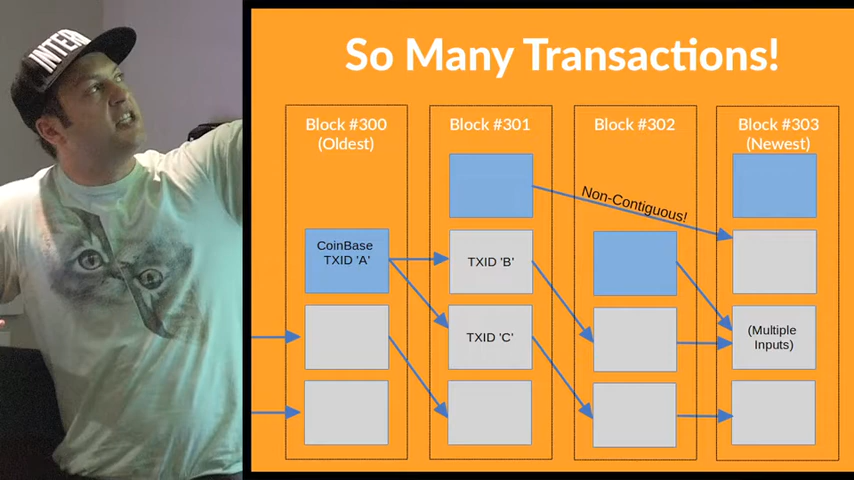 INTER
So Many Transactions!
Block #300
(Oldest)
Block #301
Block #302
Block #303
(Newest)
Non-Contiguous!
CoinBase
TXID 'A'
TXID 'B'
TXID 'C'
(Multiple
Inputs)